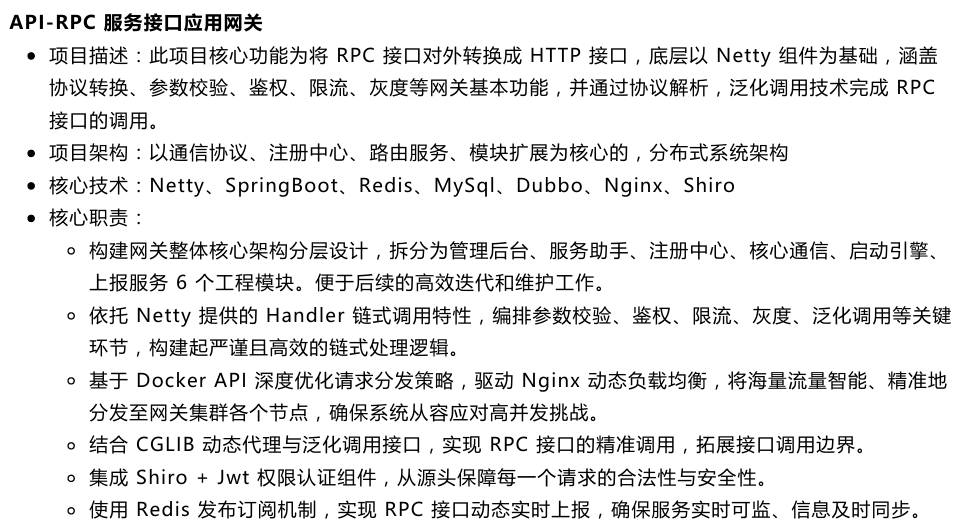 API-RPC 服务接口应用网关
• 项目描述：此项目核心功能为将 RPC 接口对外转换成 HTTP 接口，底层以 Netty 组件为基础，涵盖
协议转换、参数校验、鉴权、限流、灰度等网关基本功能，并通过协议解析，泛化调用技术完成 RPC
接口的调用。
• 项目架构：以通信协议、注册中心、路由服务、模块扩展为核心的，分布式系统架构
• 核心技术：Netty、SpringBoot、Redis、MySql、Dubbo、Nginx、Shiro
• 核心职责：
◦ 构建网关整体核心架构分层设计，拆分为管理后台、服务助手、注册中心、核心通信、启动引擎、
上报服务 6 个工程模块。便于后续的高效迭代和维护工作。
◦ 依托 Netty 提供的 Handler 链式调用特性，编排参数校验、鉴权、限流、灰度、泛化调用等关键
环节，构建起严谨且高效的链式处理逻辑。
◦ 基于 Docker API 深度优化请求分发策略，驱动 Nginx 动态负载均衡，将海量流量智能、精准地
分发至网关集群各个节点，确保系统从容应对高并发挑战。
◦ 结合 CGLIB 动态代理与泛化调用接口，实现 RPC 接口的精准调用，拓展接口调用边界。
◦ 集成 Shiro + Jwt 权限认证组件，从源头保障每一个请求的合法性与安全性。
◦ 使用 Redis 发布订阅机制，实现 RPC 接口动态实时上报，确保服务实时可监、信息及时同步。